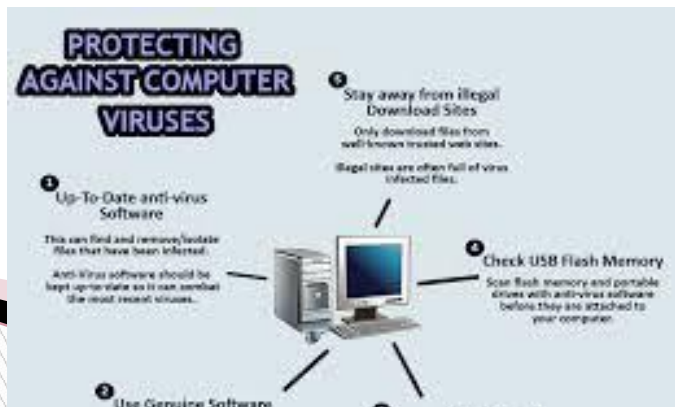 PROTECTING
AGAINST COMPUTER
VIRUSES
5
Stay away from illegal
Download Sites
Only download files from
well-known trusted web sites.
Illegal sites are often full of virus
infected files.
1
Up-To-Date anti-virus
Software
This can find and remove/isolate
files that have been infected.
Anti-Virus software should be
kept up-to-date so it can combat
the most recent viruses.
4
Check USB Flash Memory
Scan flash memory and portable
drives with anti-virus software
before they are attached to
your computer.
2
Use Genuine Software